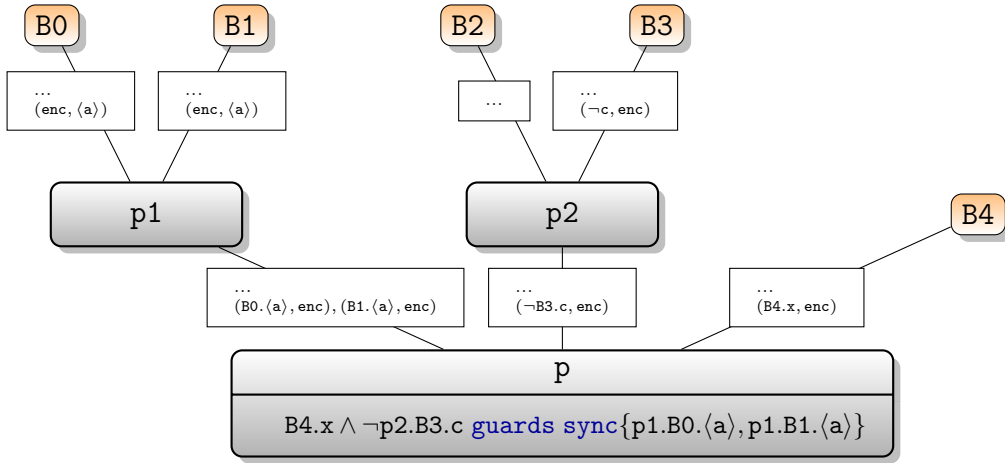 B0
B1
B2
B3
...
(enc, ⟨a⟩)
...
(enc, ⟨a⟩)
...
...
(¬c, enc)
p1
p2
B4
...
(B0.⟨a⟩, enc), (B1.⟨a⟩, enc)
...
(¬B3.c, enc)
...
(B4.x, enc)
p
B4.x ∧ ¬p2.B3.c guards sync{p1.B0.⟨a⟩, p1.B1.⟨a⟩}